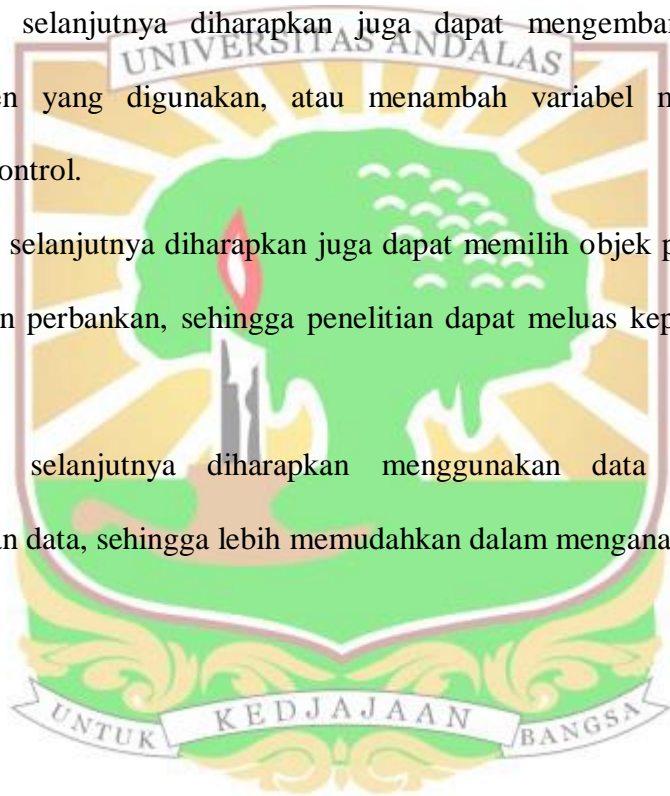 selanjutnya diharapkan juga dapat mengemba
UNIVERSITAS ANDALAS
en yang digunakan, atau menambah variabel
ontrol.
selanjutnya diharapkan juga dapat memilih objek
n perbankan, sehingga penelitian dapat meluas kep
selanjutnya diharapkan menggunakan data
an data, sehingga lebih memudahkan dalam mengana
UNTUK KEDJAJAAN BANGSA